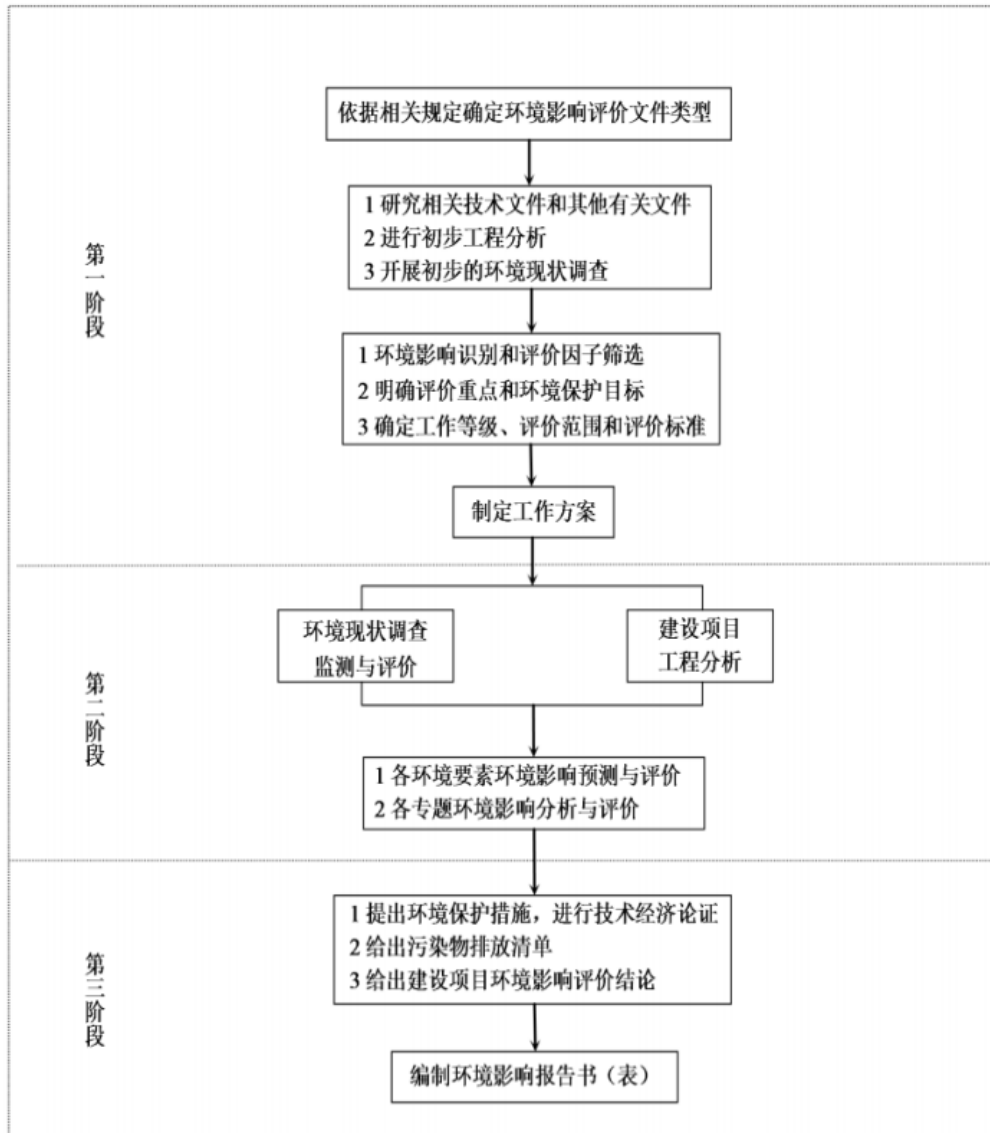 依据相关规定确定环境影响评价文件类型
1 研究相关技术文件和其他有关文件
2 进行初步工程分析
3 开展初步的环境现状调查
第一阶段
1 环境影响识别和评价因子筛选
2 明确评价重点和环境保护目标
3 确定工作等级、评价范围和评价标准
制定工作方案
环境现状调查
监测与评价
建设项目
工程分析
第二阶段
1 各环境要素环境影响预测与评价
2 各专题环境影响分析与评价
1 提出环境保护措施，进行技术经济论证
2 给出污染物排放清单
3 给出建设项目环境影响评价结论
第三阶段
编制环境影响报告书（表）